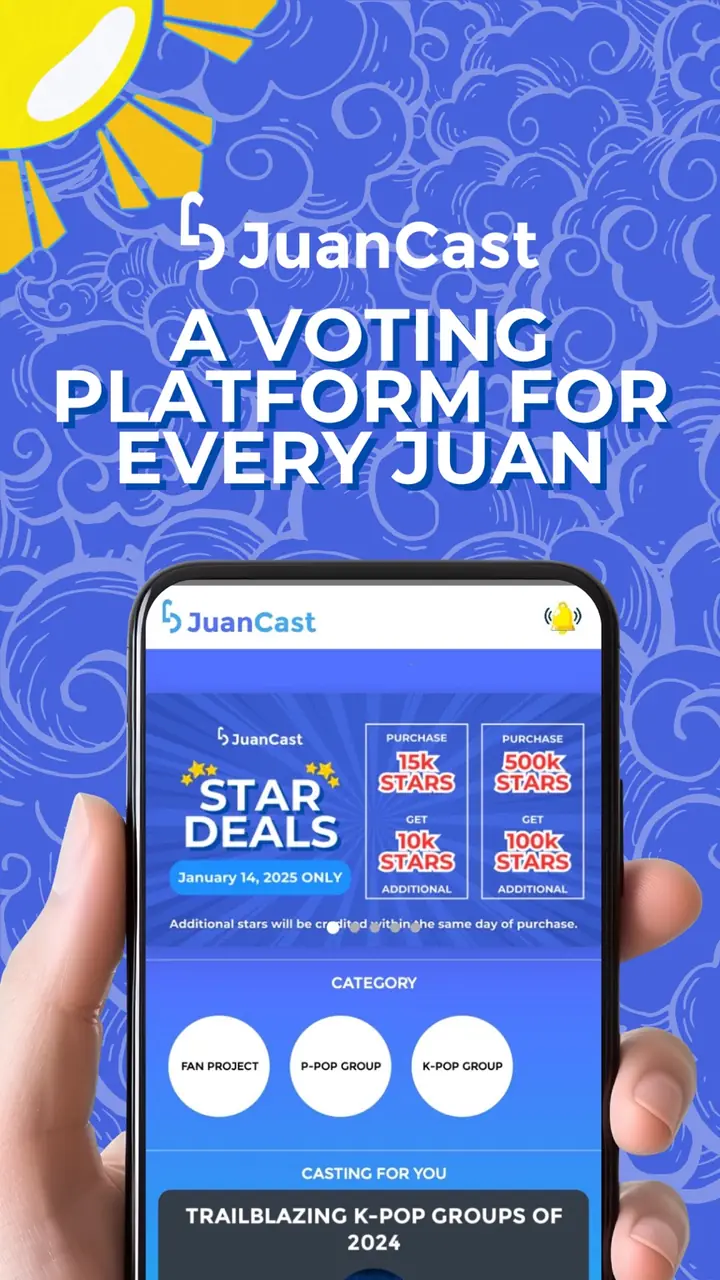 JuanCast
A VOTING
PLATFORM FOR
EVERY JUAN
JuanCast
JuanCast
STAR
DEALS
January 14, 2025 ONLY
PURCHASE
15k
STARS
GET
10k
STARS
ADDITIONAL
PURCHASE
500k
STARS
GET
100k
STARS
ADDITIONAL
Additional stars will be credited within the same day of purchase.
CATEGORY
FAN PROJECT
P-POP GROUP
K-POP GROUP
CASTING FOR YOU
TRAILBLAZING K-POP GROUPS OF
2024